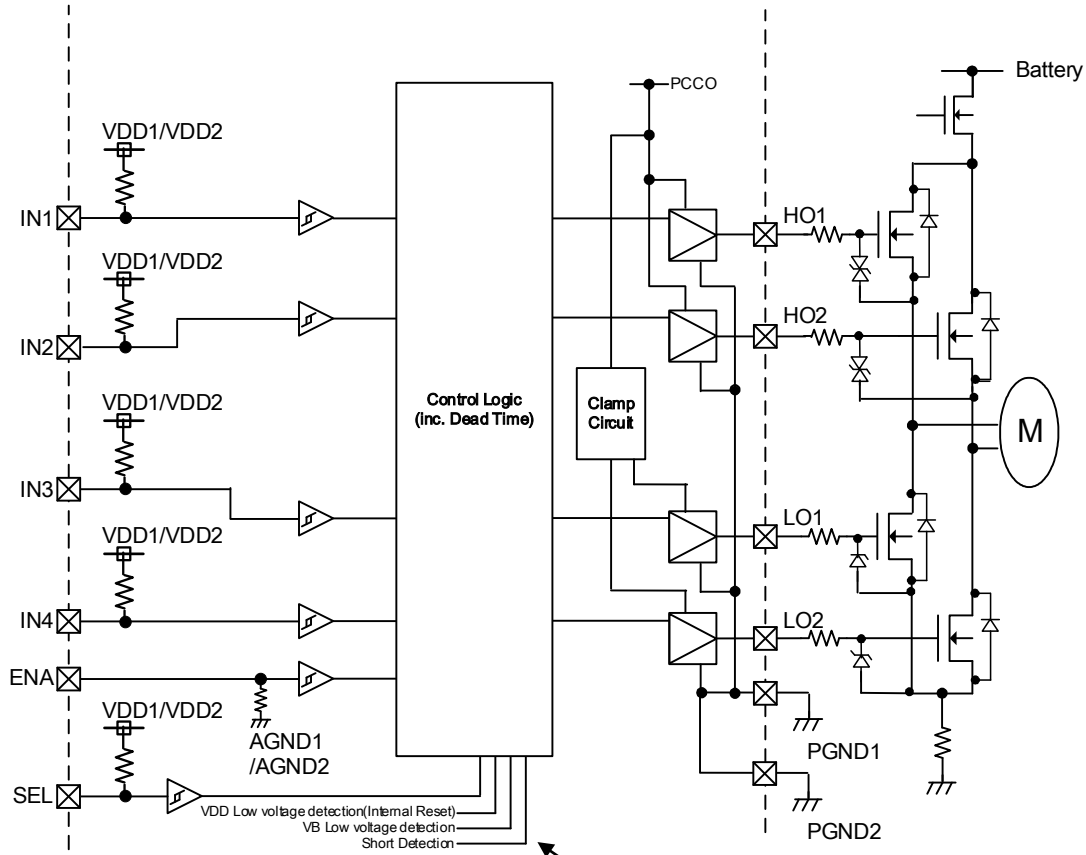 Battery
PCCO
VDD1/VDD2
IN1
HO1
VDD1/VDD2
IN2
HO2
Control Logic
(inc. Dead Time)
Clamp
Circuit
M
VDD1/VDD2
IN3
LO1
VDD1/VDD2
IN4
LO2
ENA
VDD1/VDD2
AGND1
/AGND2
PGND1
SEL
VDD Low voltage detection(Internal Reset)
VB Low voltage detection
Short Detection
PGND2